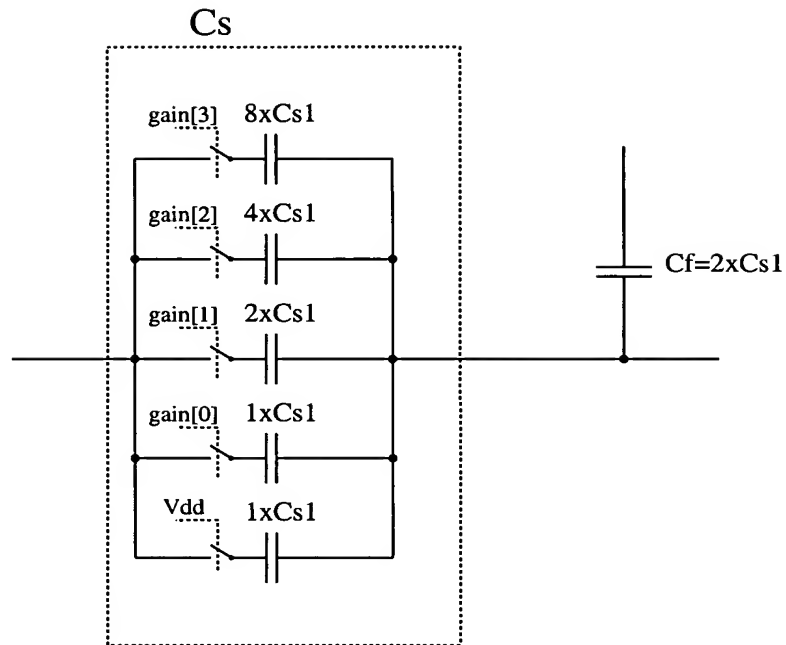 Cs
gain[3] 8xCs1
gain[2] 4xCs1
Cf=2xCs1
gain[1] 2xCs1
gain[0] 1xCs1
Vdd 1xCs1